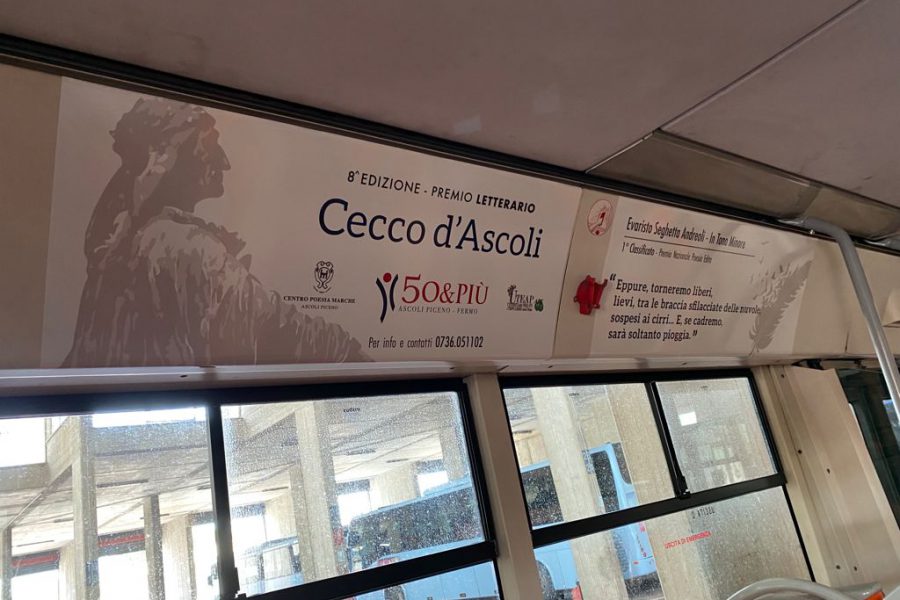 8^ EDIZIONE - PREMIO LETTERARIO
Cecco d'Ascoli
CENTRO POESIA MARCHE
ASCOLI PICENO
50&PIÙ
ASCOLI PICENO - FERMO
UTEAP
Per info e contatti 0736.051102
Evaristo Seghetta Andreoli - In Tono Minore
1° Classificato - Premio Nazionale Poesia Edita
"Eppure, torneremo liberi,
lievi, tra le braccia sfilacciate delle nuvole,
sospesi ai cirri... E, se cadremo.
sarà soltanto pioggia."
USCITA DI EMERGENZA